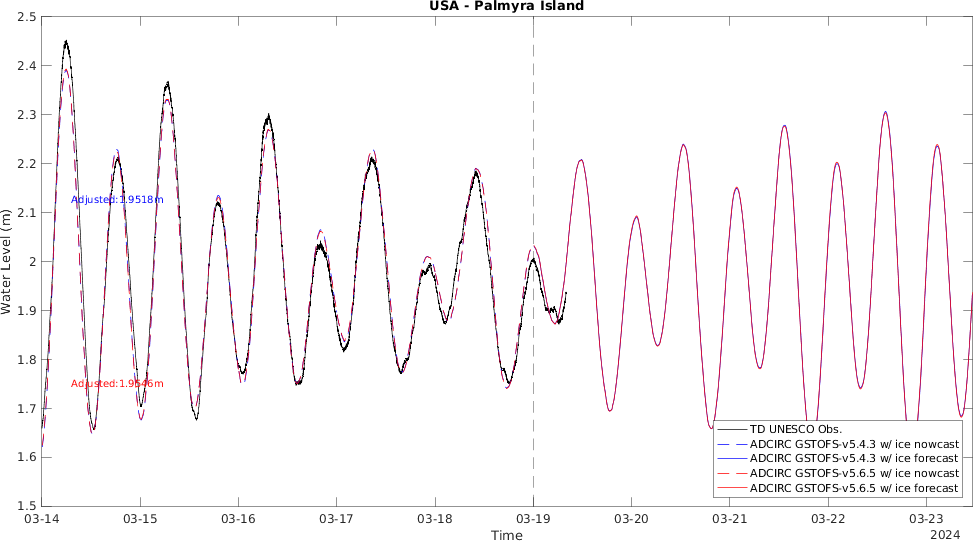 USA - Palmyra Island
2.5
2.4
2.3
2.2
2.1
2
1.9
1.8
1.7
1.6
1.5
Water Level (m)
Adjusted:1.9518m
Adjusted:1.9546m
TD UNESCO Obs.
ADCIRC GSTOFS-v5.4.3 w/ ice nowcast
ADCIRC GSTOFS-v5.4.3 w/ ice forecast
ADCIRC GSTOFS-v5.6.5 w/ ice nowcast
ADCIRC GSTOFS-v5.6.5 w/ ice forecast
03-14 03-15 03-16 03-17 03-18 03-19 03-20 03-21 03-22 03-23
Time
2024